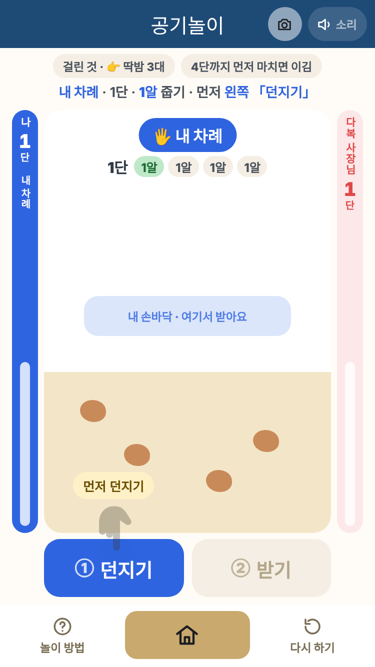 공기놀이
소리
걸린 것 · 👉 딱밤 3대
4단까지 먼저 마치면 이김
내 차례 · 1단 · 1알 줍기 · 먼저 왼쪽 「던지기」
나
1
단
내 차례
다복 사장님
1
단
🖐 내 차례
1단 1알 1알 1알 1알
내 손바닥 · 여기서 받아요
먼저 던지기
① 던지기
② 받기
놀이 방법
다시 하기